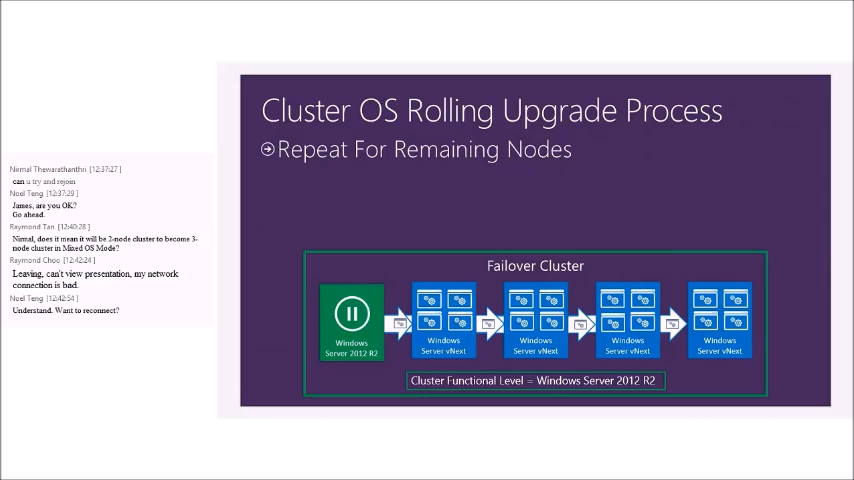 Nirmal Thewarathanthri [12:37:27 ]
can u try and rejoin
Noel Teng [12:37:29 ]
James, are you OK?
Go ahead.
Raymond Tan [12:40:28 ]
Nirmal, does it mean it will be 2-node cluster to become 3-
node cluster in Mixed OS Mode?
Raymond Choo [12:42:24 ]
Leaving, can't view presentation, my network
connection is bad.
Noel Teng [12:42:54 ]
Understand. Want to reconnect?
Cluster OS Rolling Upgrade Process
Repeat For Remaining Nodes
Failover Cluster
Windows
Server 2012 R2
Windows
Server vNext
Windows
Server vNext
Windows
Server vNext
Windows
Server vNext
Cluster Functional Level = Windows Server 2012 R2